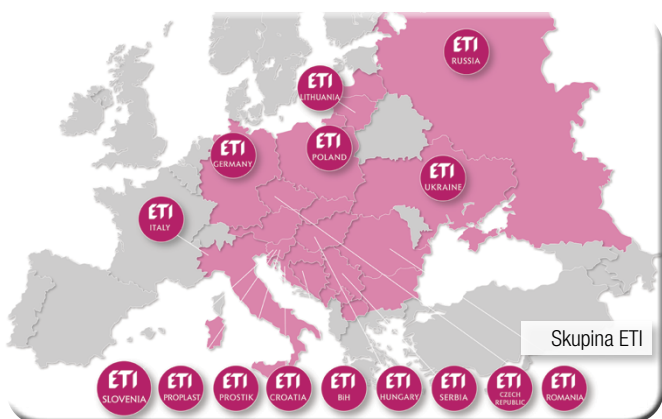 ETI
RUSSIA
ETI
LITHUANIA
ETI
GERMANY
ETI
POLAND
ETI
UKRAINE
ETI
ITALY
Skupina ETI
ETI
SLOVENIA
ETI
PROPLAST
ETI
PROSTIK
ETI
CROATIA
ETI
BiH
ETI
HUNGARY
ETI
SERBIA
ETI
CZECH
REPUBLIC
ETI
ROMANIA